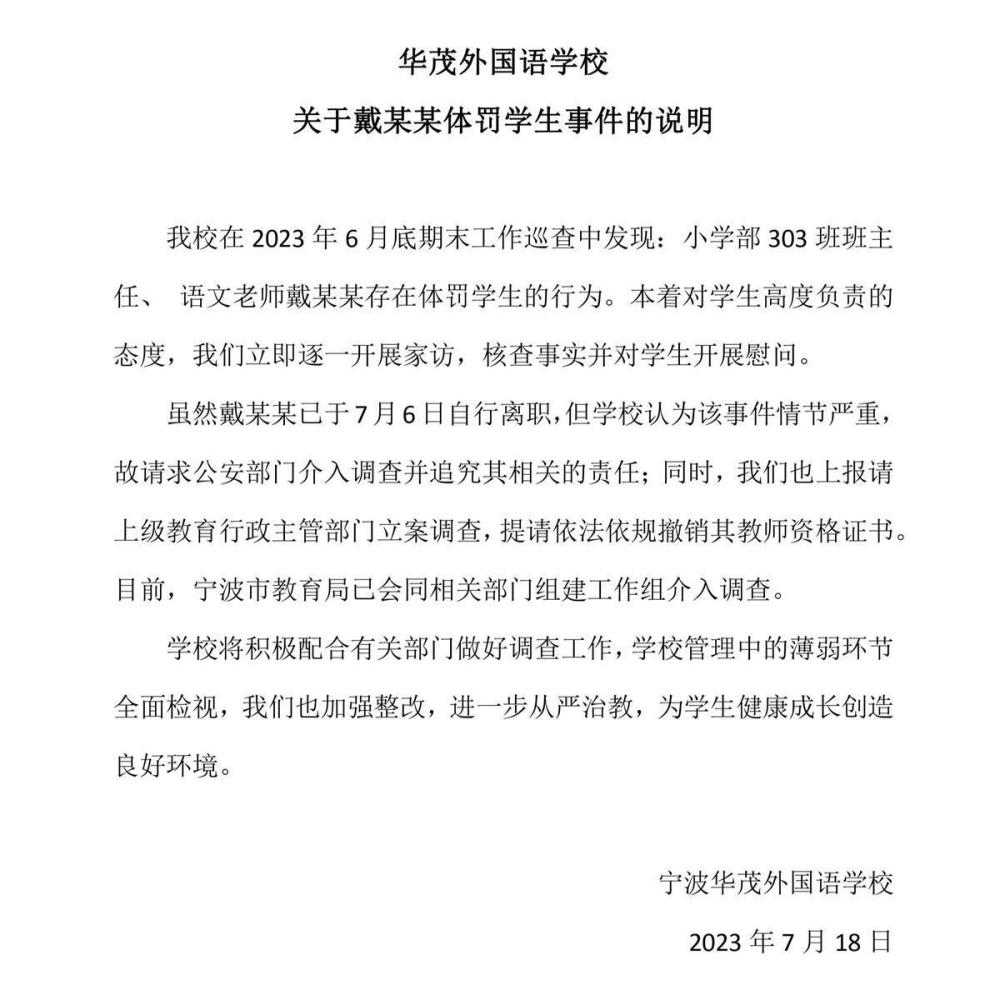 华茂外国语学校
关于戴某某体罚学生事件的说明
我校在 2023 年 6 月底期末工作巡查中发现：小学部 303 班班主
任、 语文老师戴某某存在体罚学生的行为。本着对学生高度负责的
态度，我们立即逐一开展家访，核查事实并对学生开展慰问。
虽然戴某某已于 7 月 6 日自行离职，但学校认为该事件情节严重，
故请求公安部门介入调查并追究其相关的责任；同时，我们也上报请
上级教育行政主管部门立案调查，提请依法依规撤销其教师资格证书。
目前，宁波市教育局已会同相关部门组建工作组介入调查。
学校将积极配合有关部门做好调查工作，学校管理中的薄弱环节
全面检视，我们也加强整改，进一步从严治教，为学生健康成长创造
良好环境。
宁波华茂外国语学校
2023 年 7 月 18 日